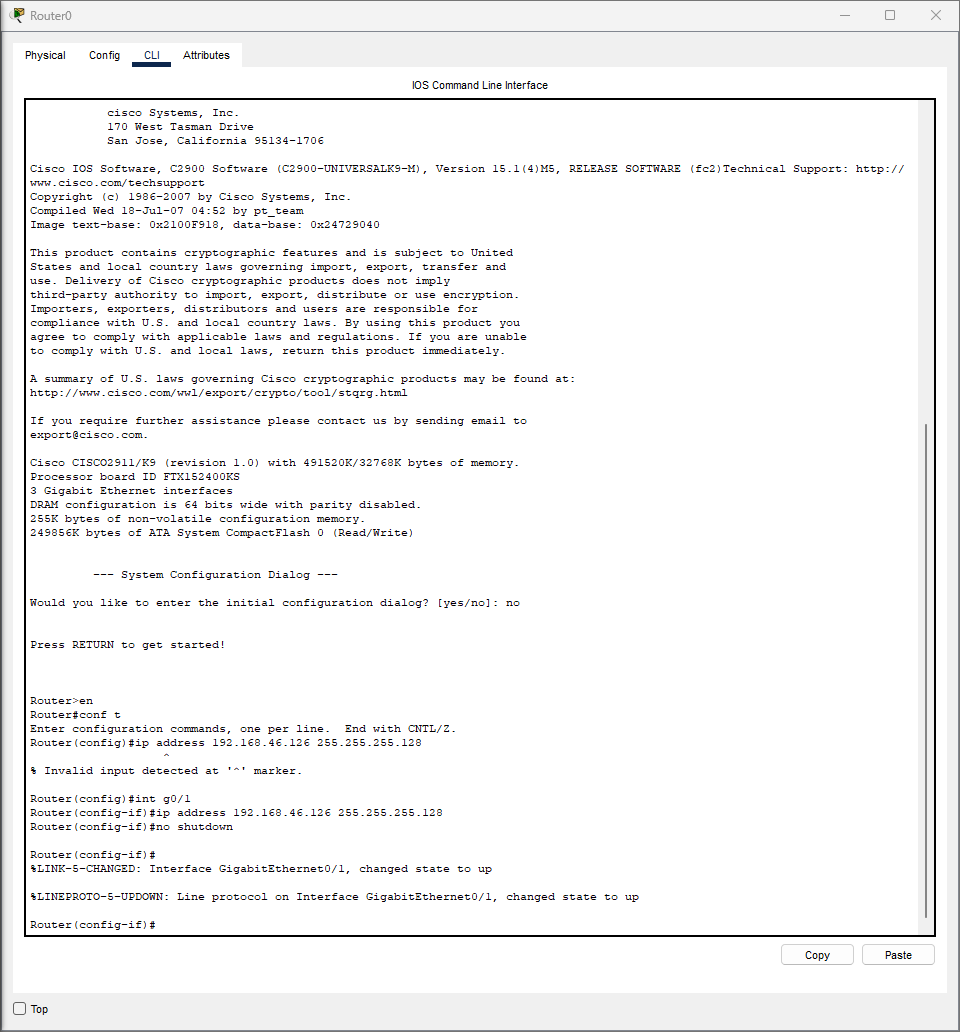 Router0
Physical Config CLI Attributes
IOS Command Line Interface
cisco Systems, Inc.
170 West Tasman Drive
San Jose, California 95134-1706
Cisco IOS Software, C2900 Software (C2900-UNIVERSALK9-M), Version 15.1(4)M5, RELEASE SOFTWARE (fc2)Technical Support: http://
www.cisco.com/techsupport
Copyright (c) 1986-2007 by Cisco Systems, Inc.
Compiled Wed 18-Jul-07 04:52 by pt_team
Image text-base: 0x2100F918, data-base: 0x24729040
This product contains cryptographic features and is subject to United
States and local country laws governing import, export, transfer and
use. Delivery of Cisco cryptographic products does not imply
third-party authority to import, export, distribute or use encryption.
Importers, exporters, distributors and users are responsible for
compliance with U.S. and local country laws. By using this product you
agree to comply with applicable laws and regulations. If you are unable
to comply with U.S. and local laws, return this product immediately.
A summary of U.S. laws governing Cisco cryptographic products may be found at:
http://www.cisco.com/wwl/export/crypto/tool/stqrg.html
If you require further assistance please contact us by sending email to
export@cisco.com.
Cisco CISCO2911/K9 (revision 1.0) with 491520K/32768K bytes of memory.
Processor board ID FTX152400KS
3 Gigabit Ethernet interfaces
DRAM configuration is 64 bits wide with parity disabled.
255K bytes of non-volatile configuration memory.
249856K bytes of ATA System CompactFlash 0 (Read/Write)
--- System Configuration Dialog ---
Would you like to enter the initial configuration dialog? [yes/no]: no
Press RETURN to get started!
Router>en
Router#conf t
Enter configuration commands, one per line.  End with CNTL/Z.
Router(config)#ip address 192.168.46.126 255.255.255.128
^
% Invalid input detected at '^' marker.
Router(config)#int g0/1
Router(config-if)#ip address 192.168.46.126 255.255.255.128
Router(config-if)#no shutdown
Router(config-if)#
%LINK-5-CHANGED: Interface GigabitEthernet0/1, changed state to up
%LINEPROTO-5-UPDOWN: Line protocol on Interface GigabitEthernet0/1, changed state to up
Router(config-if)#
Copy Paste
Top